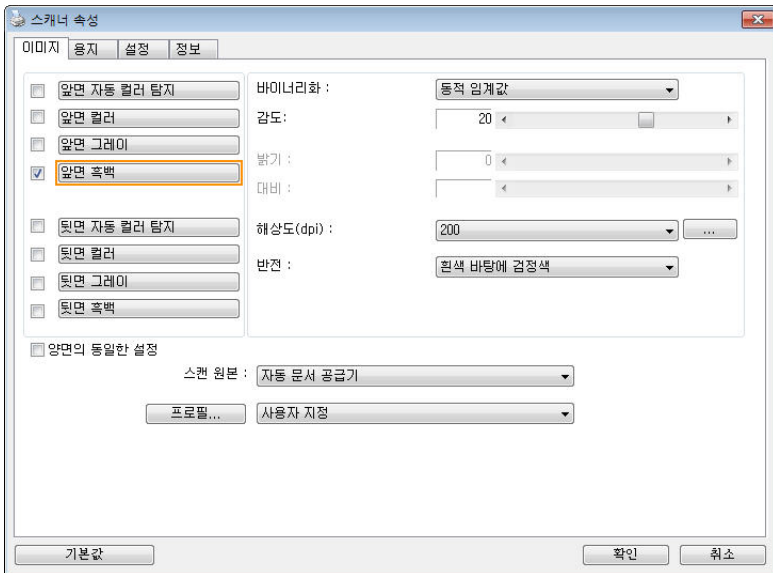 스캐너 속성
이미지 용지 설정 정보
앞면 자동 컬러 탐지
앞면 컬러
앞면 그레이
앞면 흑백
뒷면 자동 컬러 탐지
뒷면 컬러
뒷면 그레이
뒷면 흑백
바이너리화 : 동적 임계값
감도: 20
밝기 : 0
대비 :
해상도(dpi) : 200 ...
반전 : 흰색 바탕에 검정색
양면의 동일한 설정
스캔 원본 : 자동 문서 공급기
프로필... 사용자 지정
기본값 확인 취소